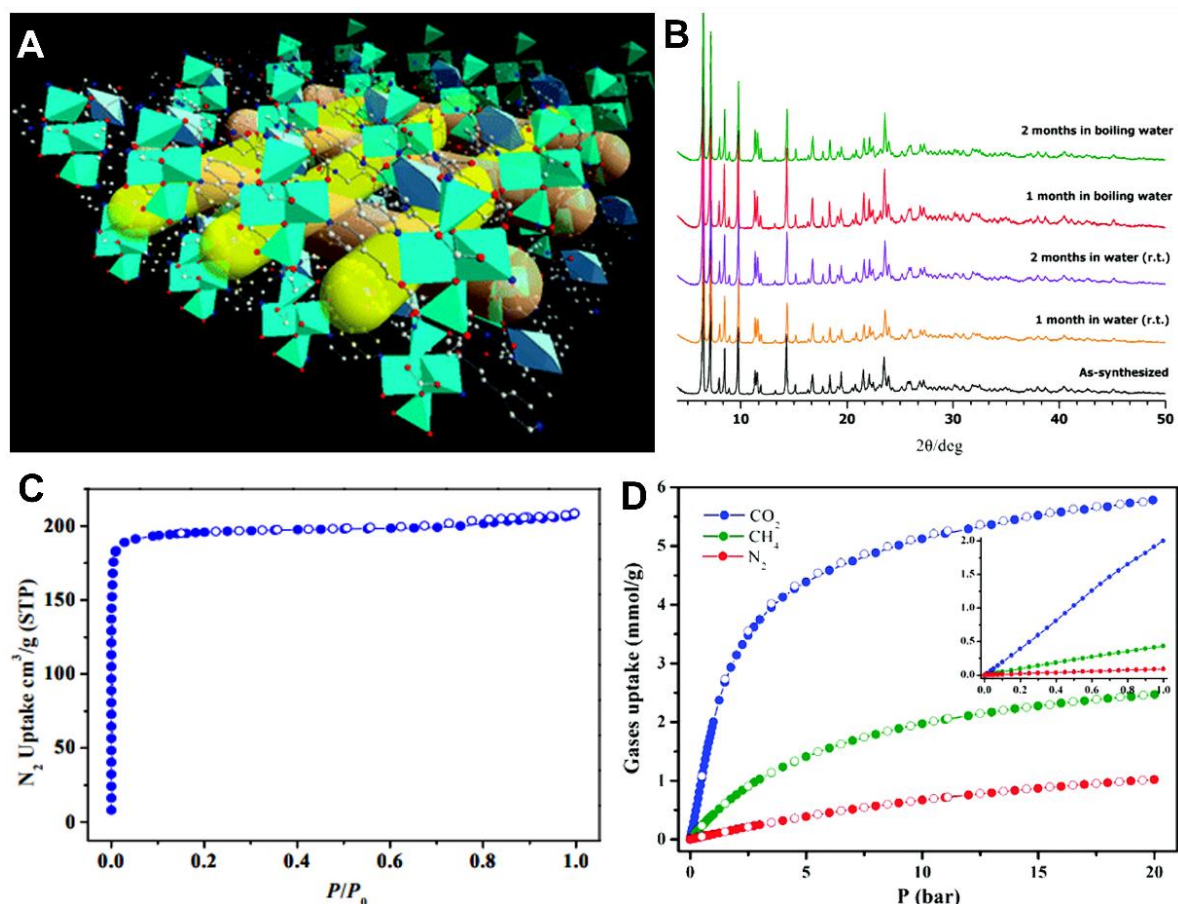 A
B
2 months in boiling water
1 month in boiling water
2 months in water (r.t.)
1 month in water (r.t.)
As-synthesized
10
20
30
40
50
2θ/deg
C
N₂ Uptake cm³/g (STP)
200
150
100
50
0
0.0
0.2
0.4
0.6
0.8
1.0
P/P₀
D
Gases uptake (mmol/g)
6
5
4
3
2
1
0
CO₂
CH₄
N₂
2.0
1.5
1.0
0.5
0.0
0.0
0.2
0.4
0.6
0.8
1.0
0
5
10
15
20
P (bar)